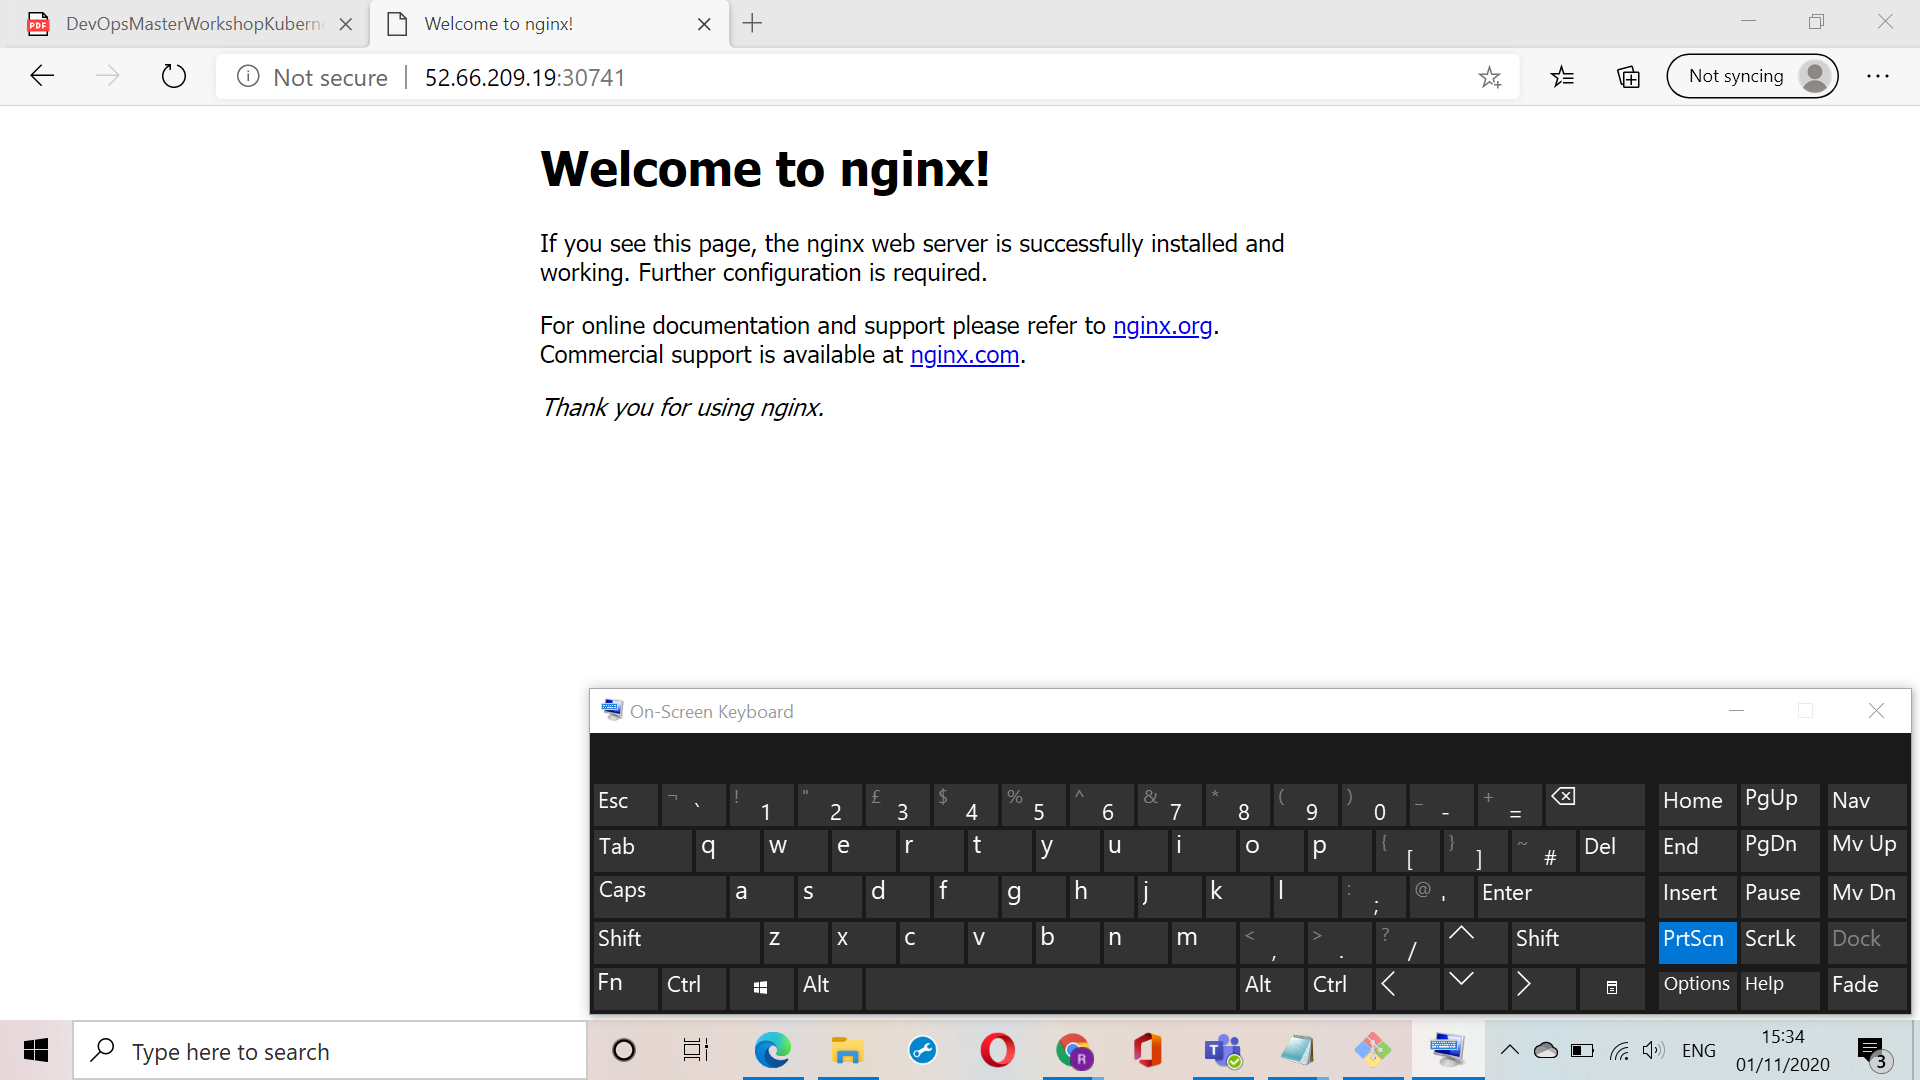 DevOpsMasterWorkshopKuberne
Welcome to nginx!
Not secure
52.66.209.19:30741
Not syncing
Welcome to nginx!
If you see this page, the nginx web server is successfully installed and
working. Further configuration is required.
For online documentation and support please refer to nginx.org.
Commercial support is available at nginx.com.
Thank you for using nginx.
On-Screen Keyboard
Esc ¬ ` ! 1 " 2 £ 3 $ 4 % 5 ^ 6 & 7 * 8 ( 9 ) 0 _ - + = Home PgUp Nav
Tab q w e r t y u i o p { [ } ] ~ # Del End PgDn Mv Up
Caps a s d f g h j k l : ; @ ' Enter Insert Pause Mv Dn
Shift z x c v b n m < , > . ? / Shift PrtScn ScrLk Dock
Fn Ctrl Alt Alt Ctrl Options Help Fade
Type here to search
R
ENG
15:34
01/11/2020
3